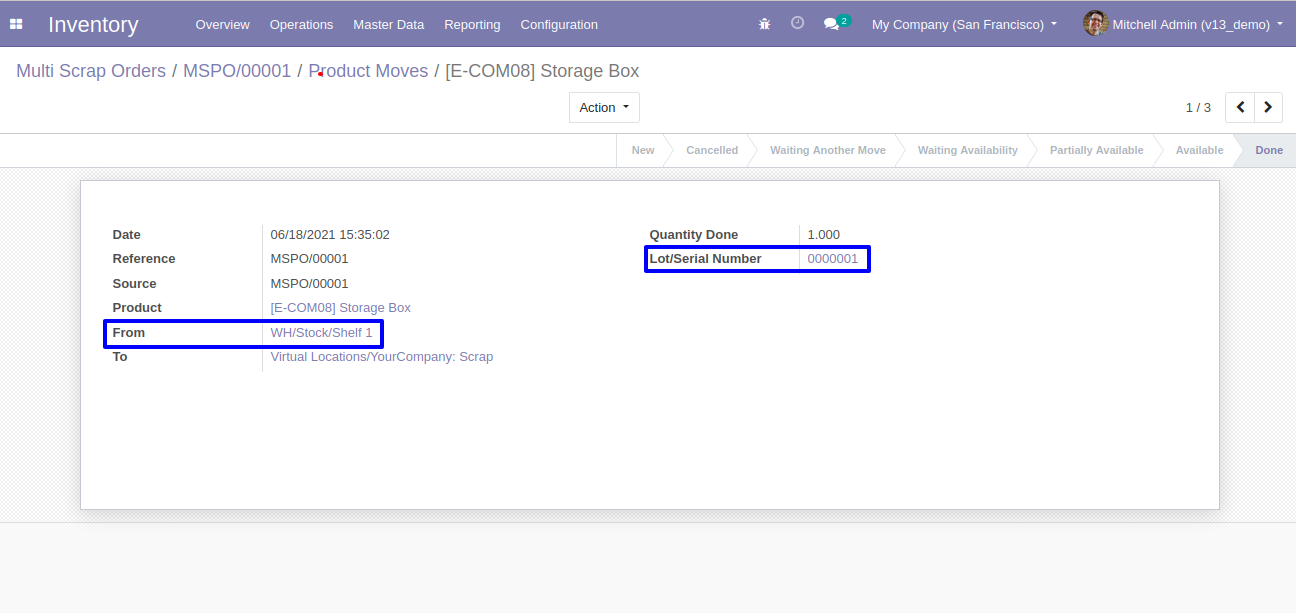 Inventory Overview Operations Master Data Reporting Configuration 2 My Company (San Francisco) Mitchell Admin (v13_demo)
Multi Scrap Orders / MSPO/00001 / Product Moves / [E-COM08] Storage Box
Action 1 / 3
New Cancelled Waiting Another Move Waiting Availability Partially Available Available Done
Date 06/18/2021 15:35:02 Quantity Done 1.000
Reference MSPO/00001 Lot/Serial Number 0000001
Source MSPO/00001
Product [E-COM08] Storage Box
From WH/Stock/Shelf 1
To Virtual Locations/YourCompany: Scrap